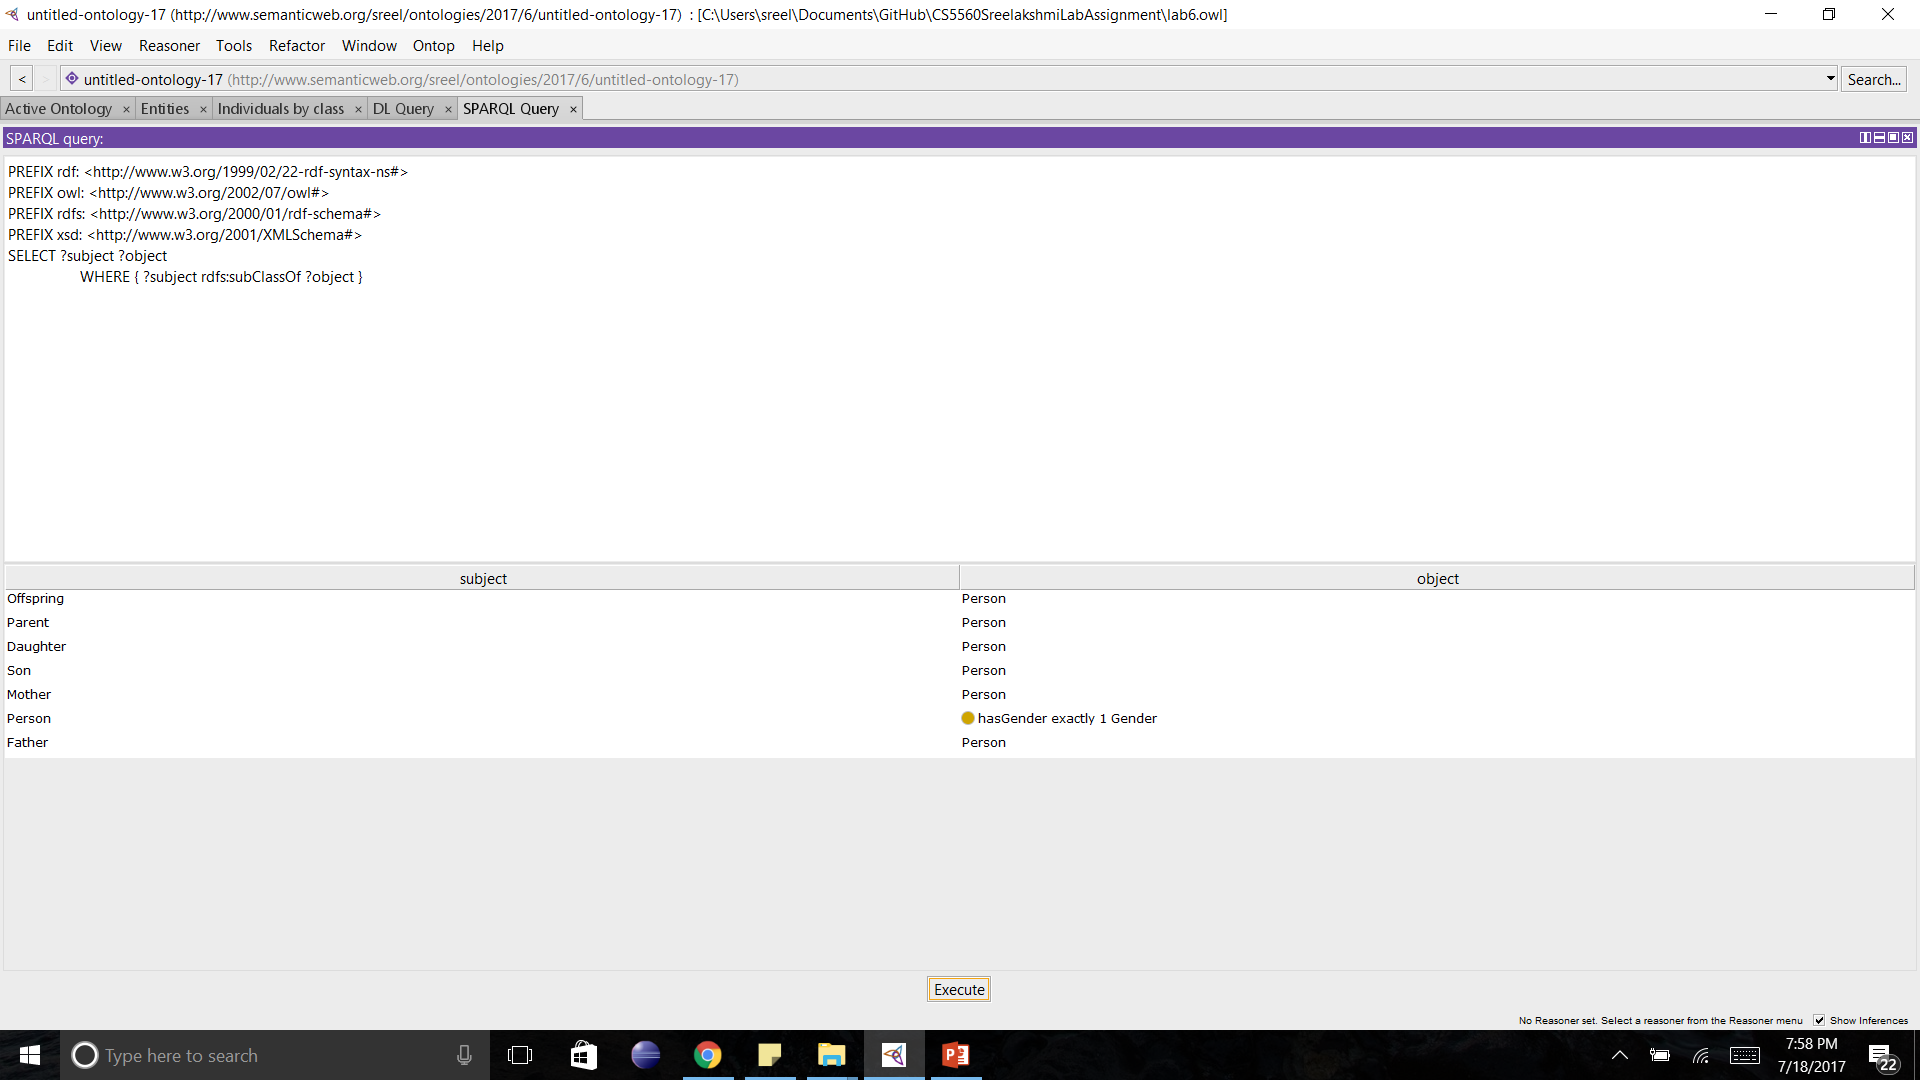 untitled-ontology-17 (http://www.semanticweb.org/sreel/ontologies/2017/6/untitled-ontology-17) : [C:\Users\sreel\Documents\GitHub\CS5560SreelakshmiLabAssignment\lab6.owl]
File Edit View Reasoner Tools Refactor Window Ontop Help
< > untitled-ontology-17 (http://www.semanticweb.org/sreel/ontologies/2017/6/untitled-ontology-17) Search...
Active Ontology × Entities × Individuals by class × DL Query × SPARQL Query ×
SPARQL query:
PREFIX rdf: <http://www.w3.org/1999/02/22-rdf-syntax-ns#>
PREFIX owl: <http://www.w3.org/2002/07/owl#>
PREFIX rdfs: <http://www.w3.org/2000/01/rdf-schema#>
PREFIX xsd: <http://www.w3.org/2001/XMLSchema#>
SELECT ?subject ?object
WHERE { ?subject rdfs:subClassOf ?object }
subject object
Offspring Person
Parent Person
Daughter Person
Son Person
Mother Person
Person hasGender exactly 1 Gender
Father Person
Execute
No Reasoner set. Select a reasoner from the Reasoner menu Show Inferences
Type here to search
7:58 PM
7/18/2017
22